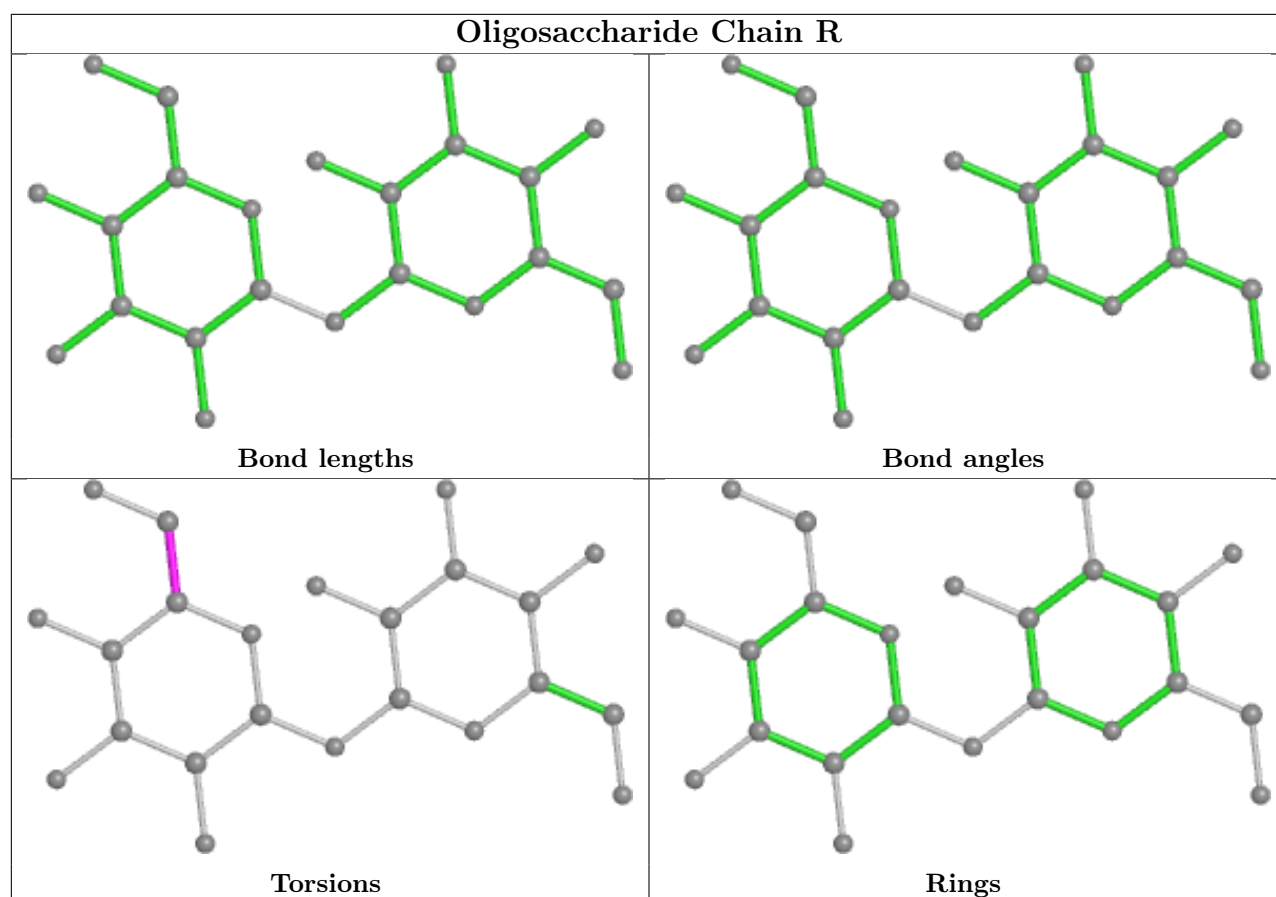 Oligosaccharide Chain R
Bond lengths
Bond angles
Torsions
Rings